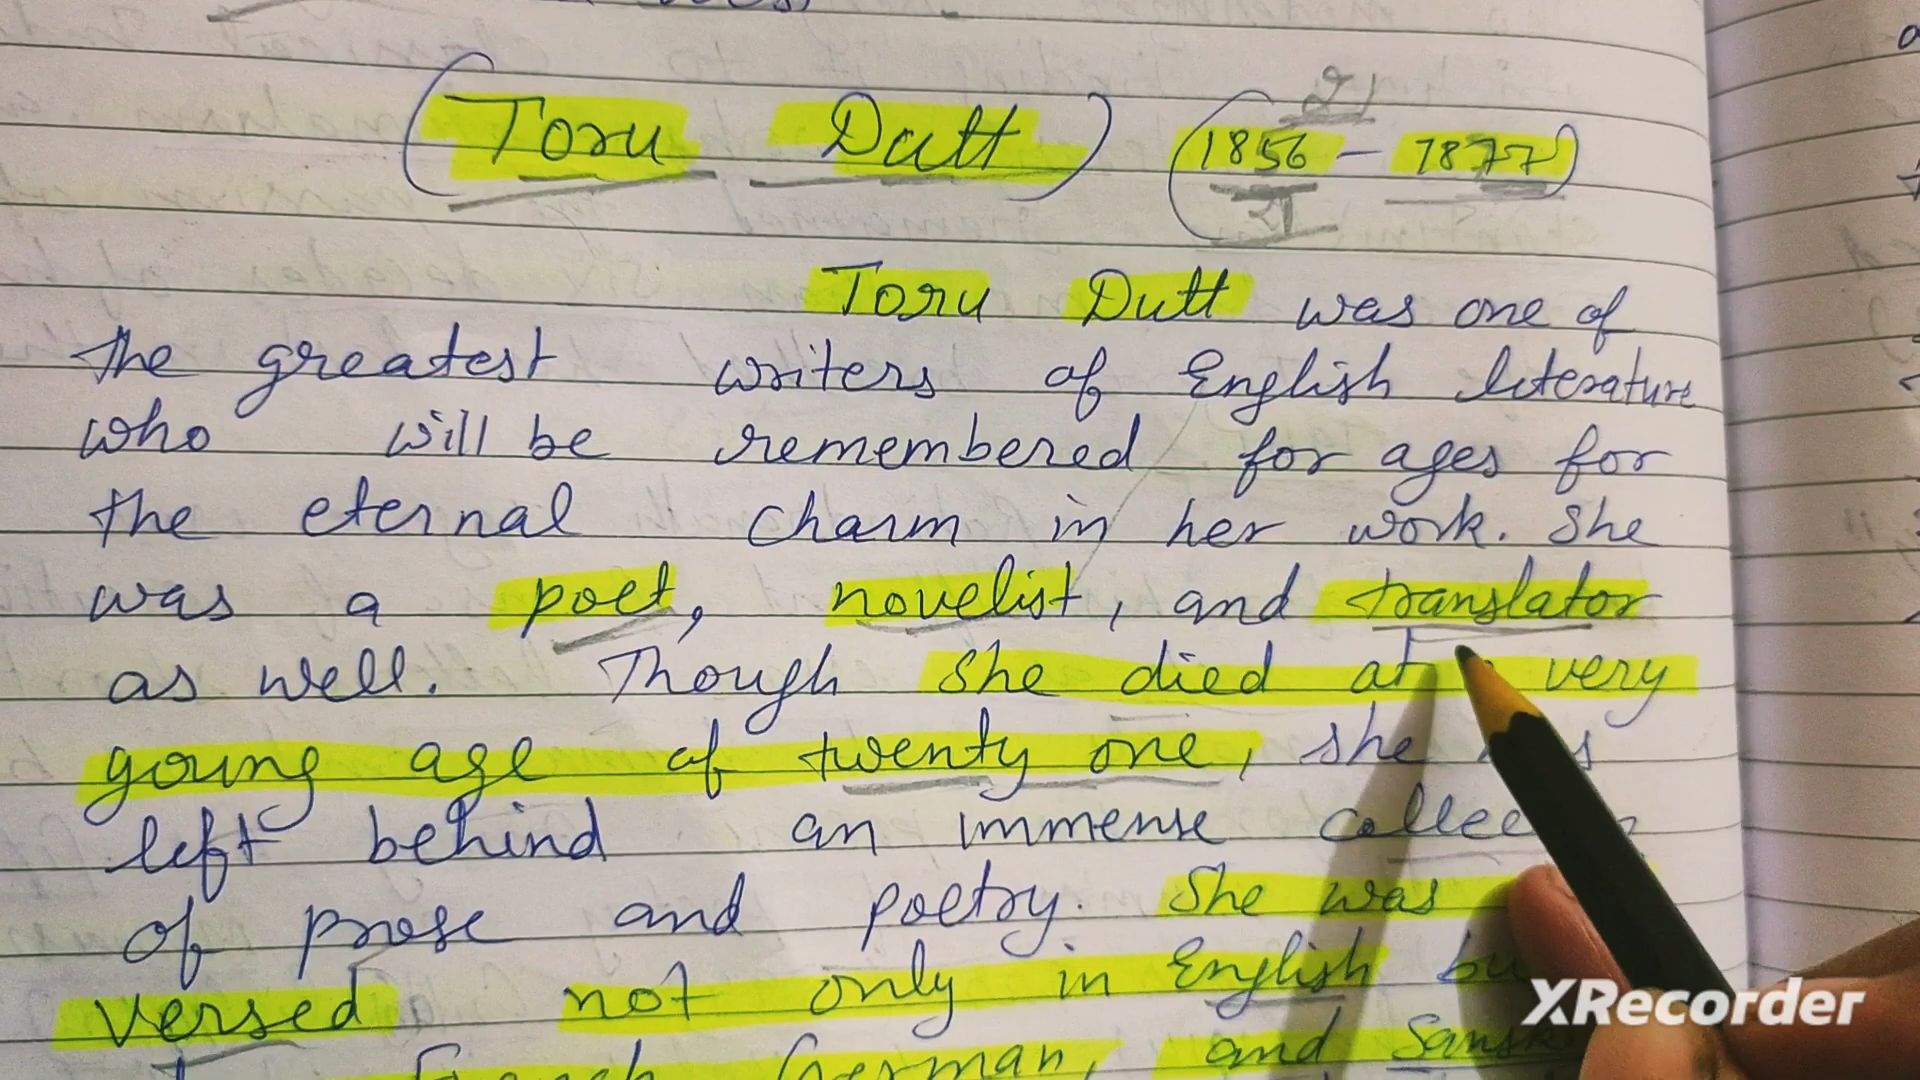 (Toru Dutt) (1856 - 1877)
21
Toru Dutt was one of
the greatest writers of English literature
who will be remembered for ages for
the eternal charm in her work. She
was a poet, novelist, and translator
as well. Though she died at very
young age of twenty one, she
left behind an immense
of prose and poetry. She was
versed not only in English
French German, and
XRecorder